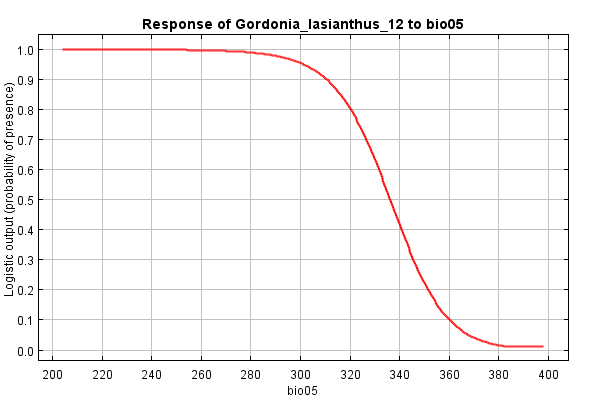 Response of Gordonia_lasianthus_12 to bio05
Logistic output (probability of presence)
1.0
0.9
0.8
0.7
0.6
0.5
0.4
0.3
0.2
0.1
0.0
200 220 240 260 280 300 320 340 360 380 400
bio05